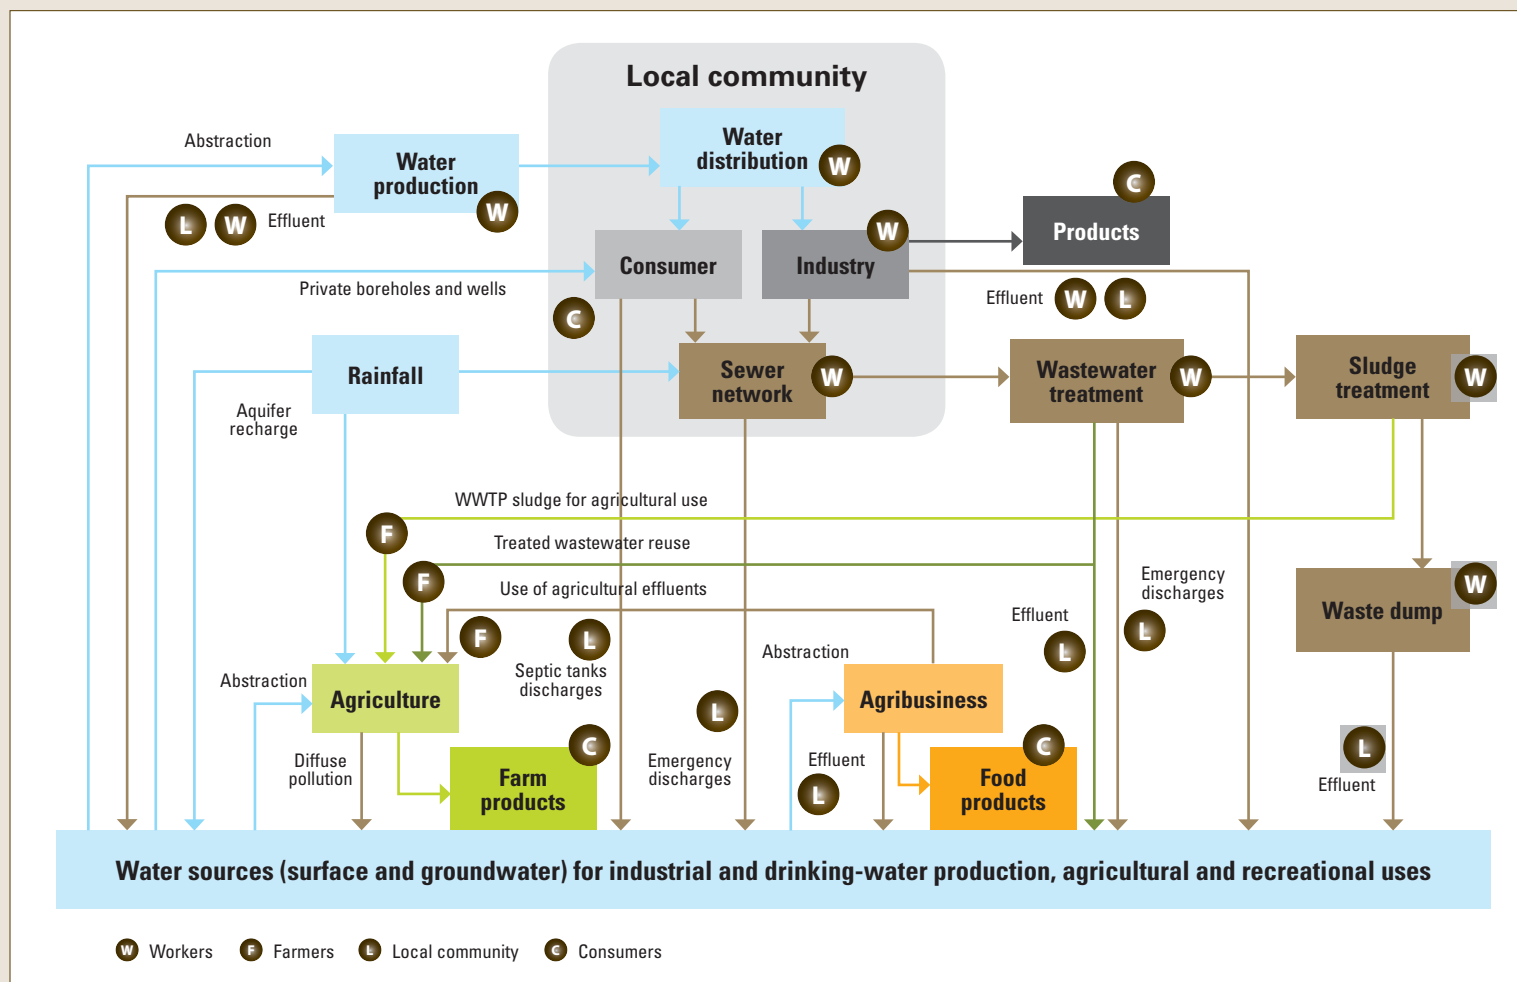 Local community
Abstraction
Water
production
W
Water
distribution
W
L
W
Effluent
C
Products
Consumer
Industry
W
Private boreholes and wells
C
Effluent
W
L
Rainfall
Sewer
network
W
Wastewater
treatment
W
Sludge
treatment
W
Aquifer
recharge
WWTP sludge for agricultural use
F
Treated wastewater reuse
F
Use of agricultural effluents
F
L
Septic tanks
discharges
Effluent
L
Emergency
discharges
L
Waste dump
W
Abstraction
Agriculture
Abstraction
Agribusiness
L
Emergency
discharges
Diffuse
pollution
Farm
products
C
Effluent
L
Food
products
C
L
Effluent
Water sources (surface and groundwater) for industrial and drinking-water production, agricultural and recreational uses
W Workers
F Farmers
L Local community
C Consumers